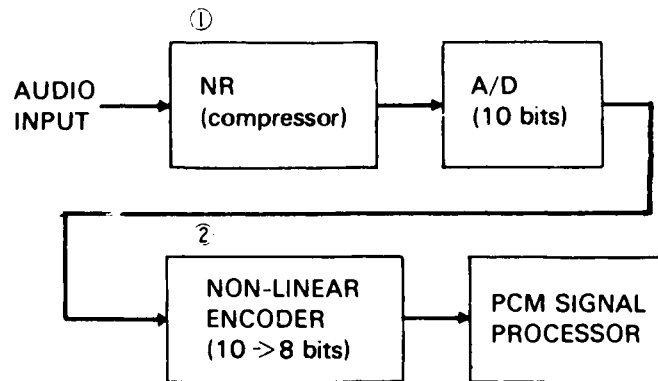 ①
AUDIO
INPUT
NR
(compressor)
A/D
(10 bits)
②
NON-LINEAR
ENCODER
(10 -> 8 bits)
PCM SIGNAL
PROCESSOR